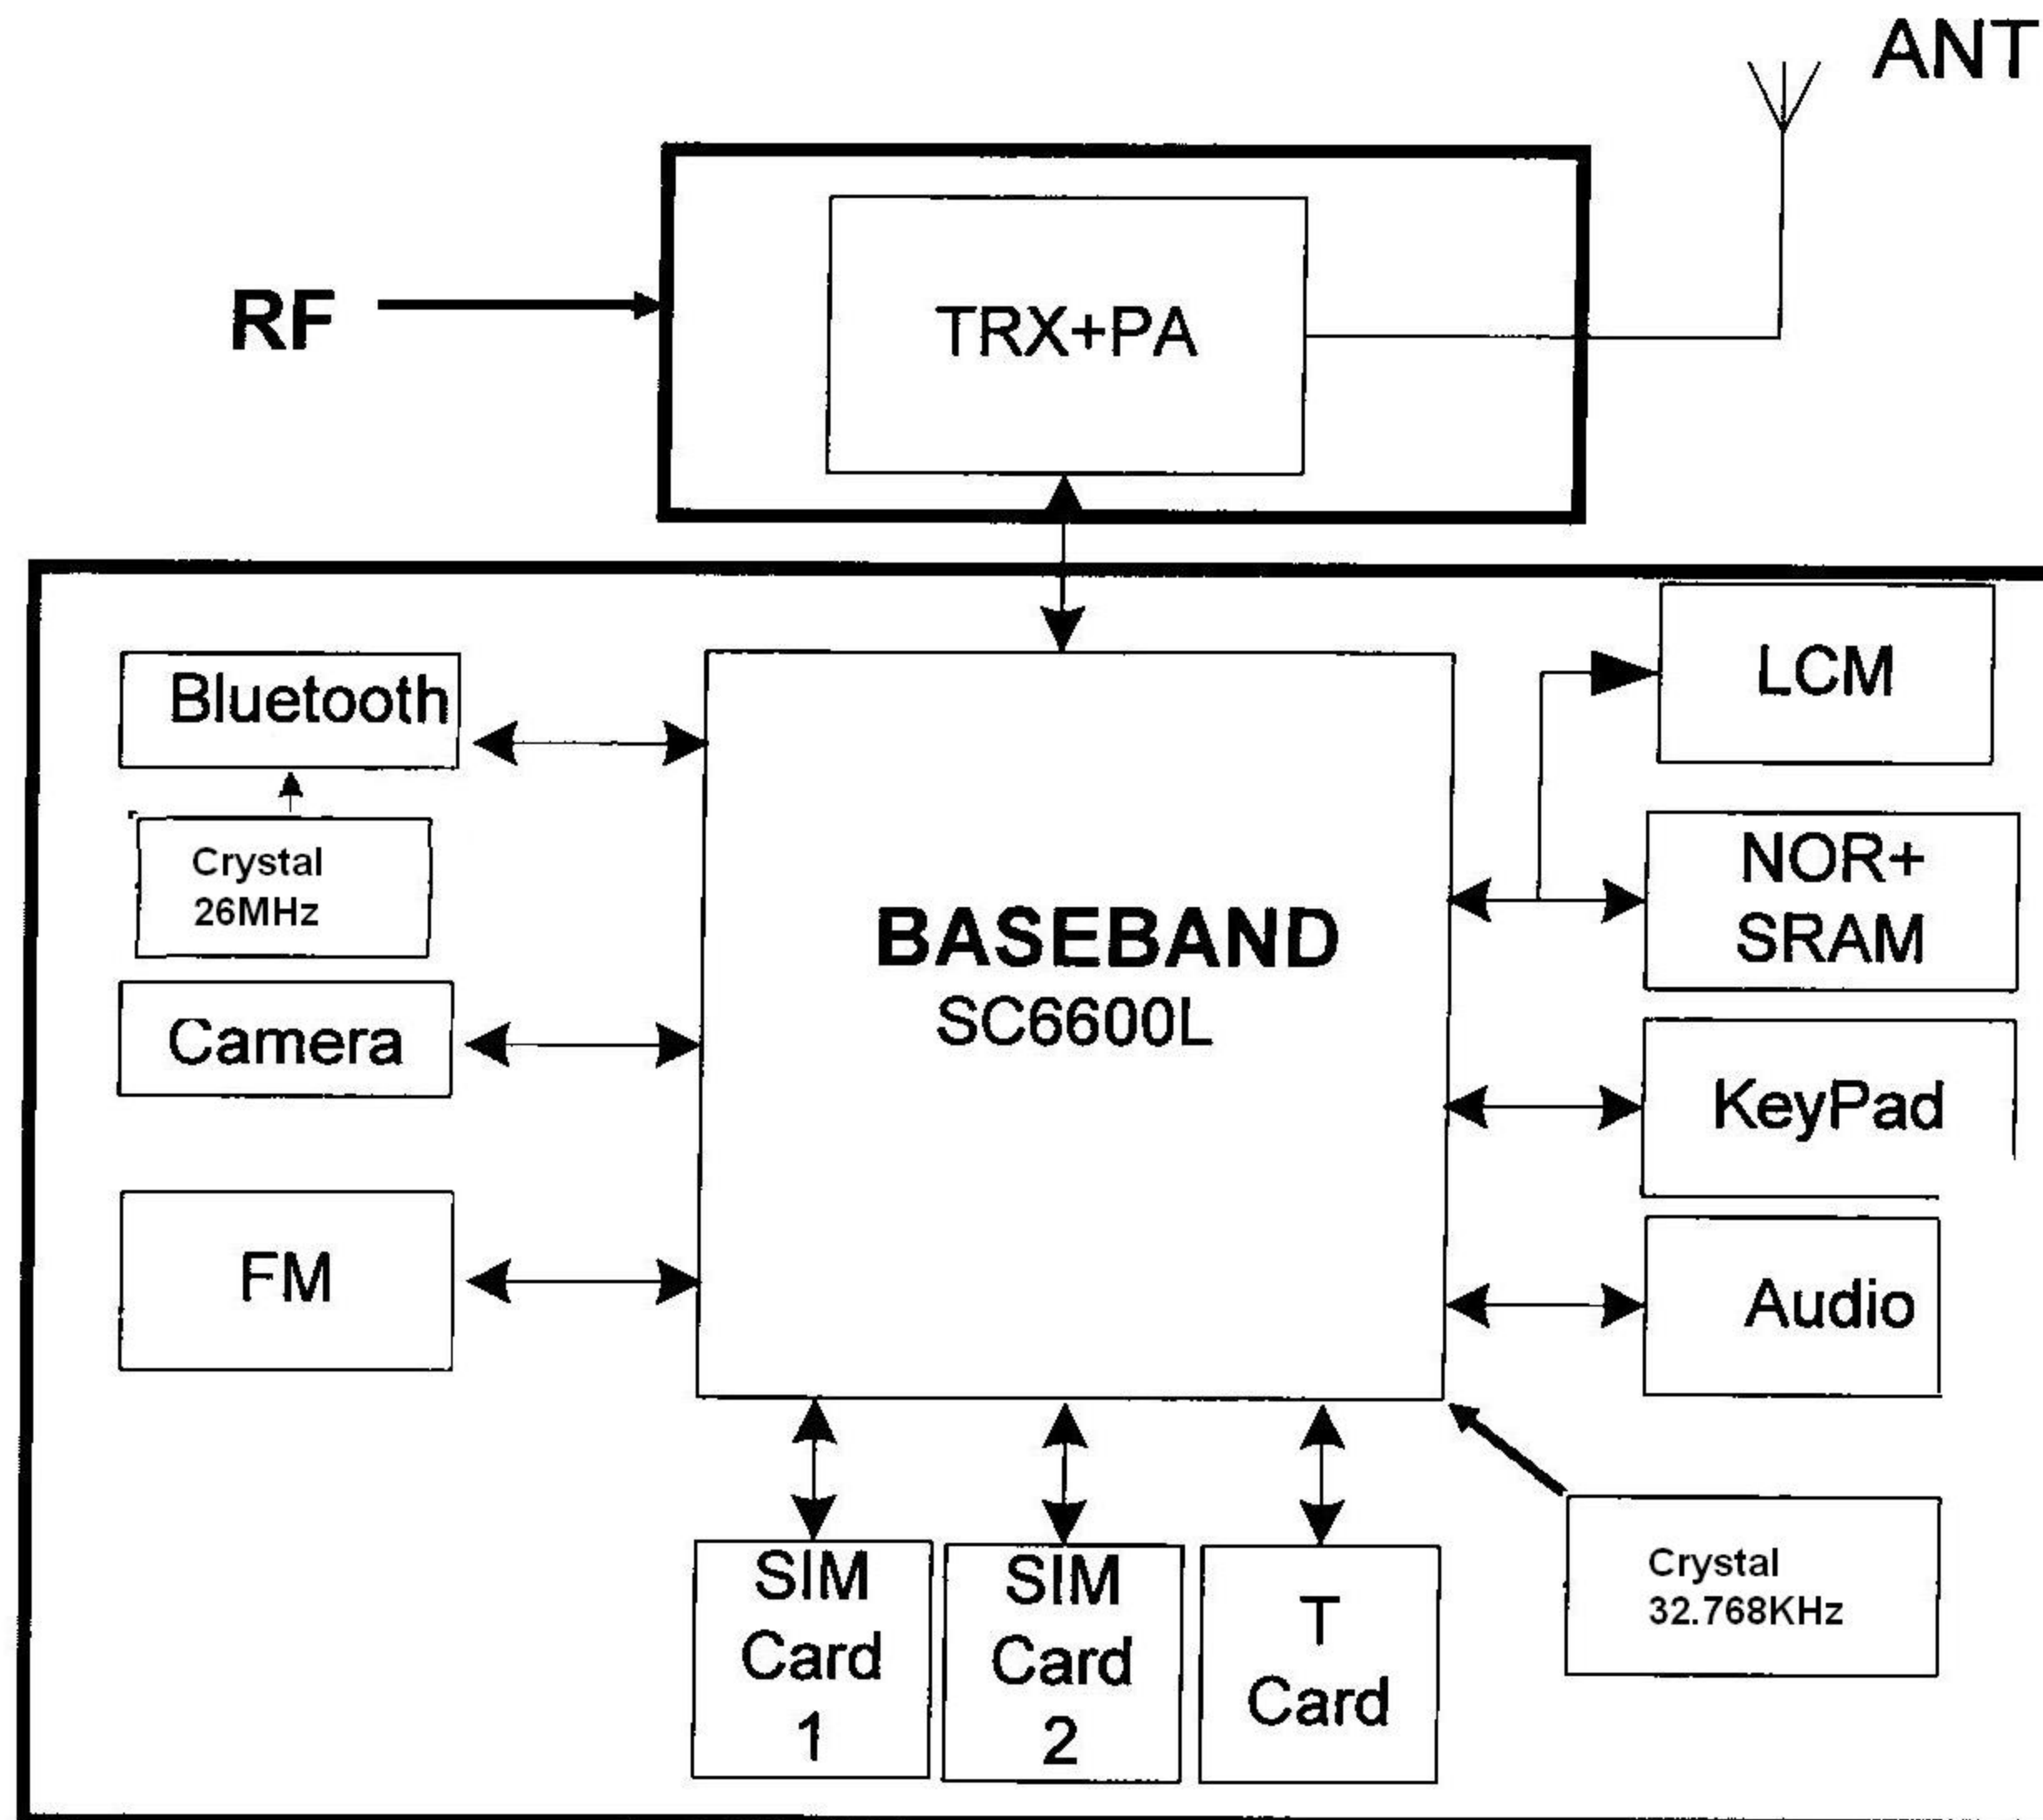 ANT
RF
TRX+PA
Bluetooth
LCM
Crystal
26MHz
NOR+
SRAM
BASEBAND
SC6600L
Camera
KeyPad
FM
Audio
SIM
Card
1
SIM
Card
2
T
Card
Crystal
32.768KHz